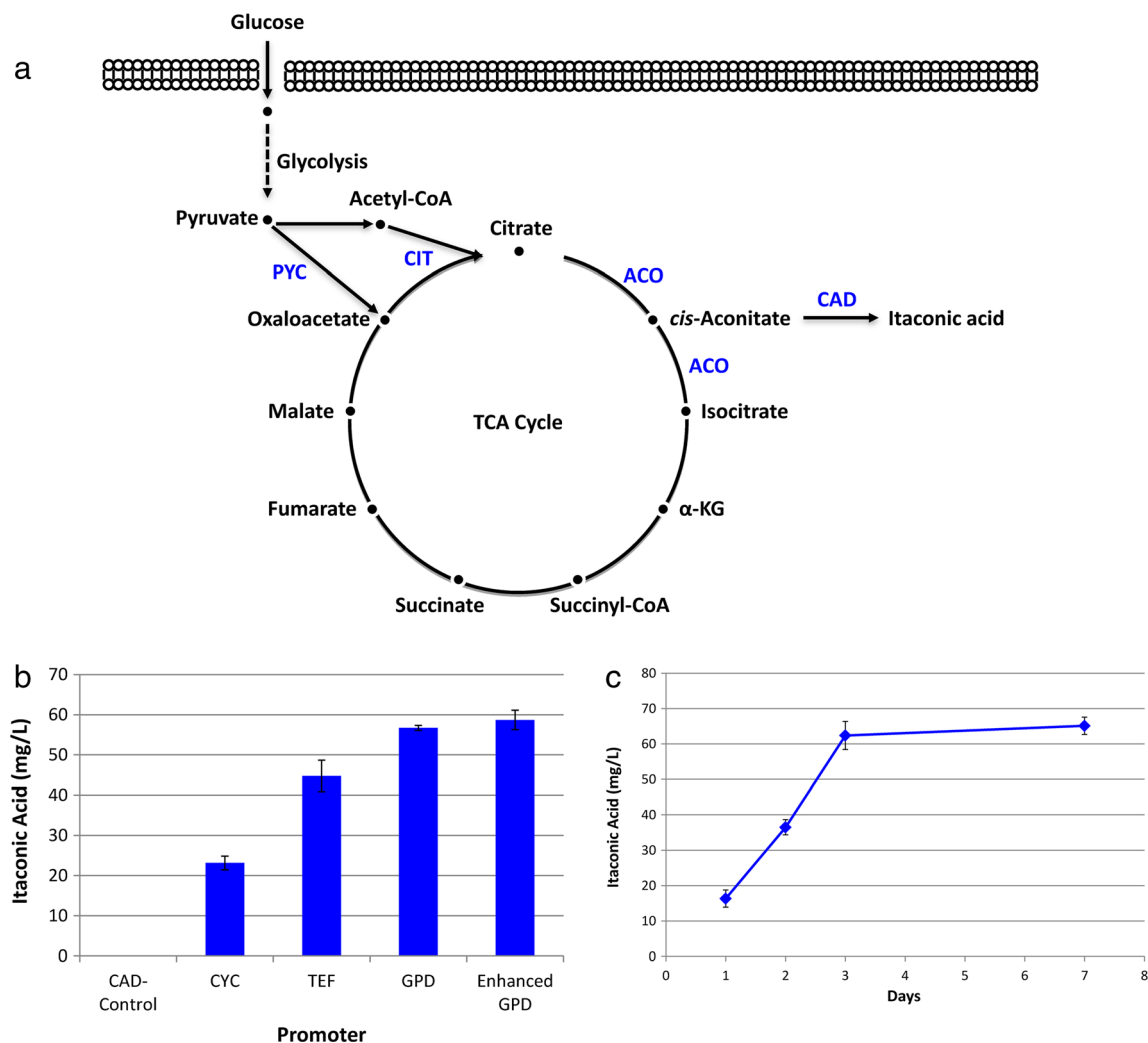 a
Glucose
Glycolysis
Pyruvate
Acetyl-CoA
Citrate
PYC
CIT
ACO
CAD
Oxaloacetate
cis-Aconitate
Itaconic acid
ACO
Malate
TCA Cycle
Isocitrate
Fumarate
α-KG
Succinate
Succinyl-CoA
b
Itaconic Acid (mg/L)
70
60
50
40
30
20
10
0
CAD-
Control
CYC
TEF
GPD
Enhanced
GPD
Promoter
c
Itaconic Acid (mg/L)
80
70
60
50
40
30
20
10
0
0 1 2 3 4 5 6 7 8
Days